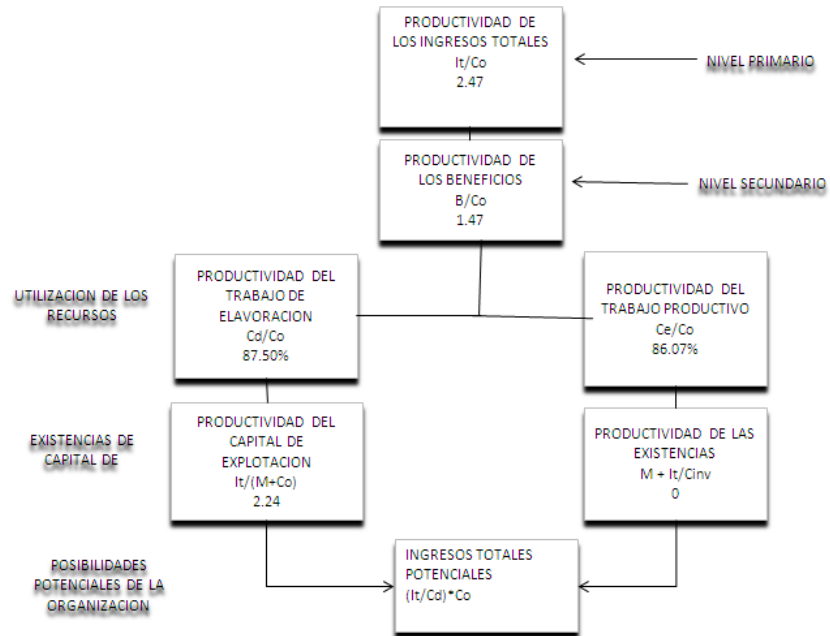 PRODUCTIVIDAD DE
LOS INGRESOS TOTALES
It/Co
2.47
NIVEL PRIMARIO
PRODUCTIVIDAD DE
LOS BENEFICIOS
B/Co
1.47
NIVEL SECUNDARIO
UTILIZACION DE LOS
RECURSOS
PRODUCTIVIDAD DEL
TRABAJO DE
ELAVORACION
Cd/Co
87.50%
PRODUCTIVIDAD DEL
TRABAJO PRODUCTIVO
Ce/Co
86.07%
EXISTENCIAS DE
CAPITAL DE
PRODUCTIVIDAD DEL
CAPITAL DE
EXPLOTACION
It/(M+Co)
2.24
PRODUCTIVIDAD DE LAS
EXISTENCIAS
M + It/Cinv
0
POSIBILIDADES
POTENCIALES DE LA
ORGANIZACION
INGRESOS TOTALES
POTENCIALES
(It/Cd)*Co